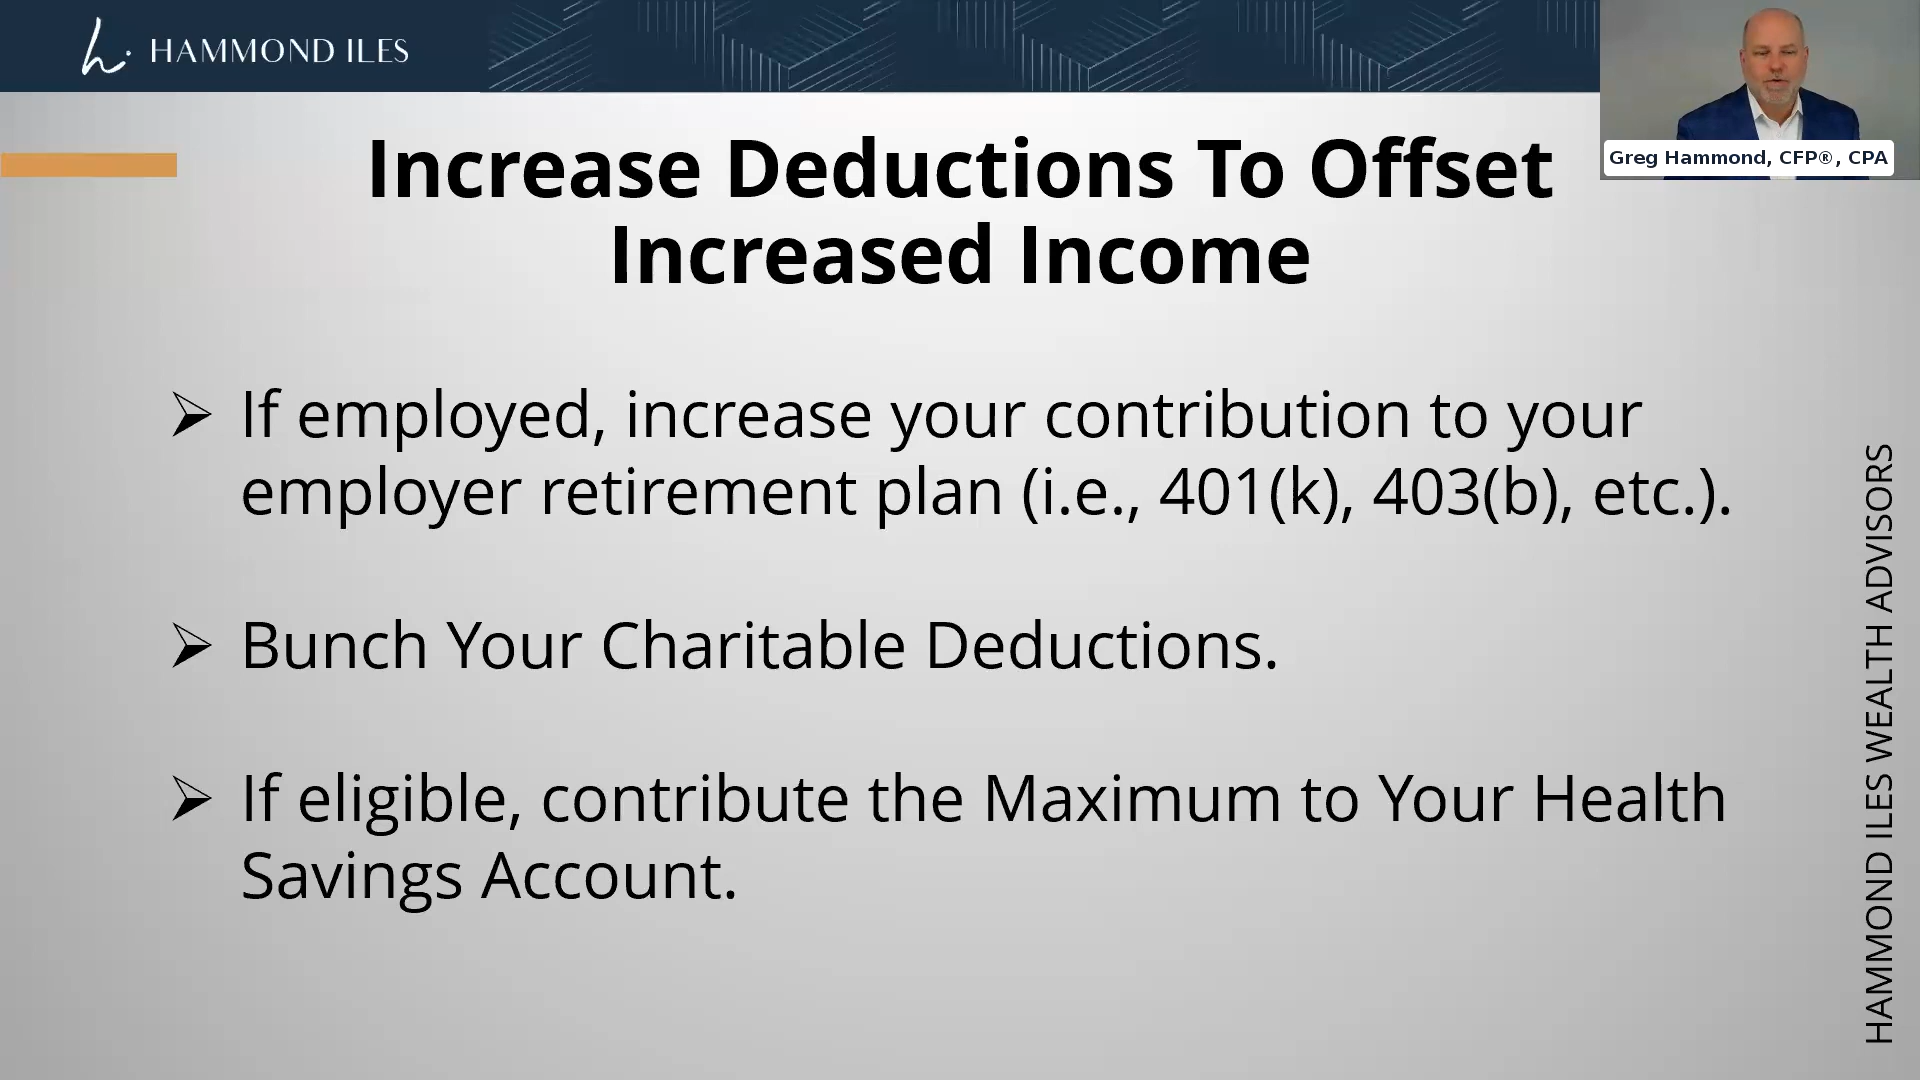 h. HAMMOND ILES
Greg Hammond, CFP®, CPA
Increase Deductions To Offset
Increased Income
➢ If employed, increase your contribution to your
employer retirement plan (i.e., 401(k), 403(b), etc.).
➢ Bunch Your Charitable Deductions.
➢ If eligible, contribute the Maximum to Your Health
Savings Account.
HAMMOND ILES WEALTH ADVISORS